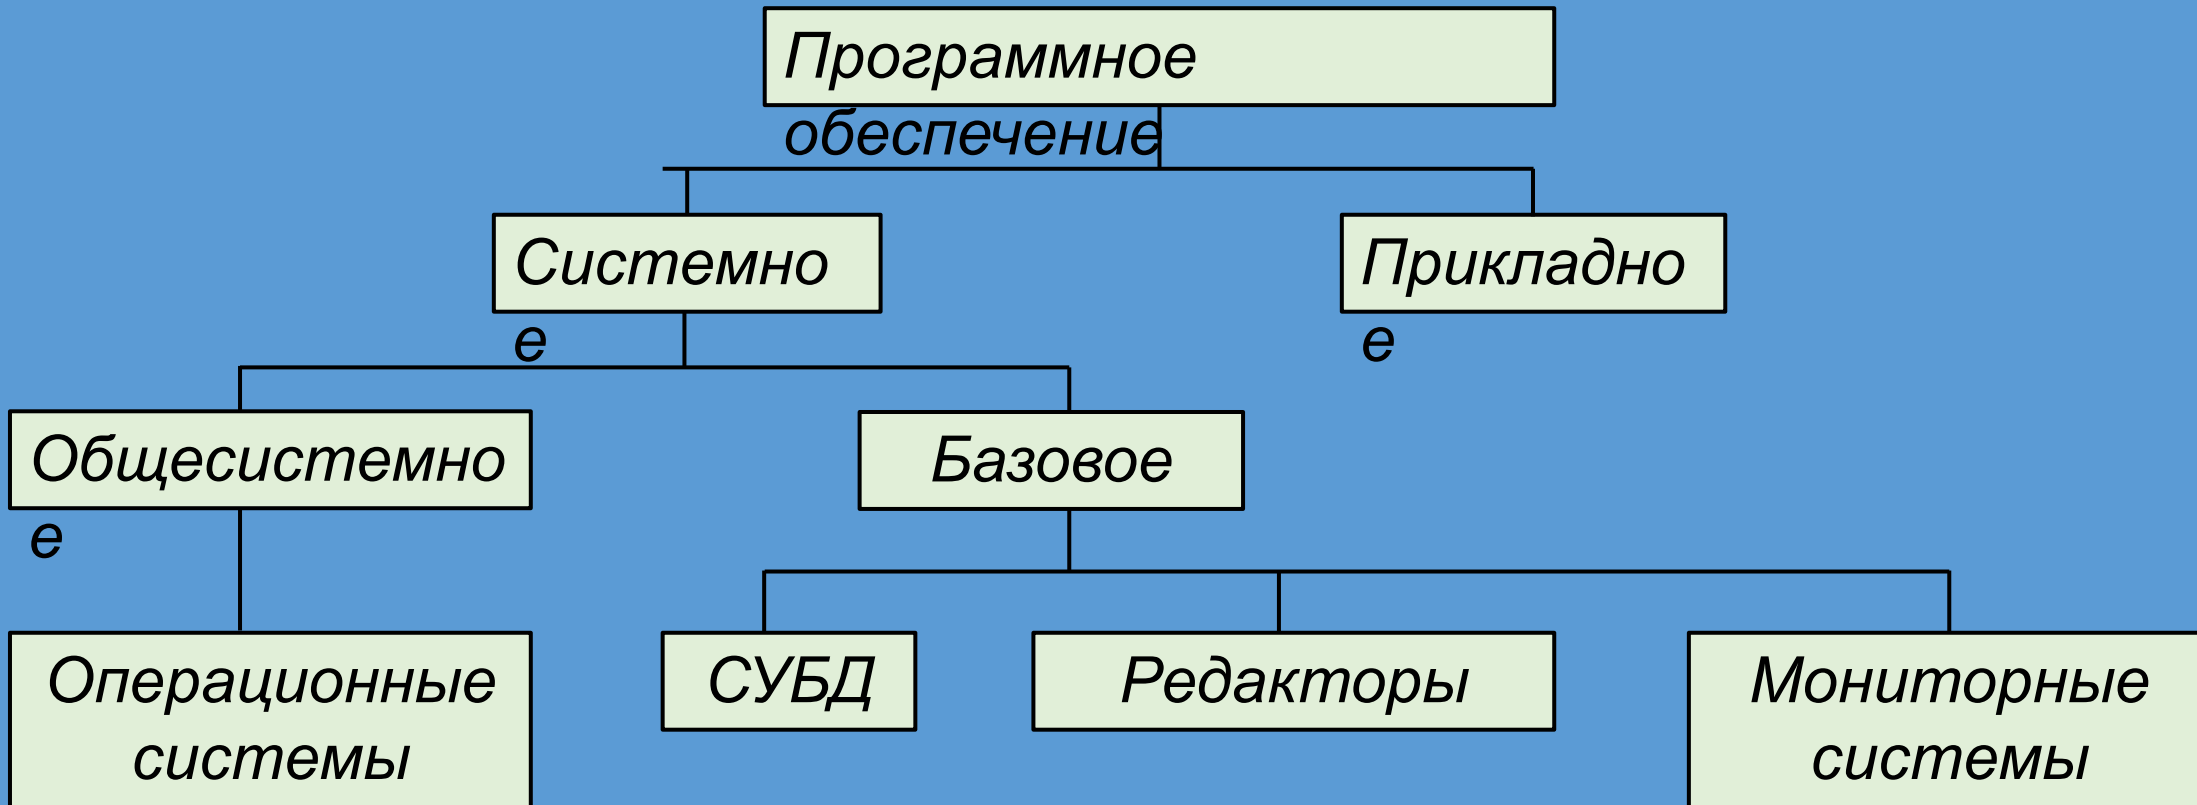 Программное
обеспечение
Системно
е
Прикладно
е
Общесистемно
е
Базовое
Операционные
системы
СУБД
Редакторы
Мониторные
системы